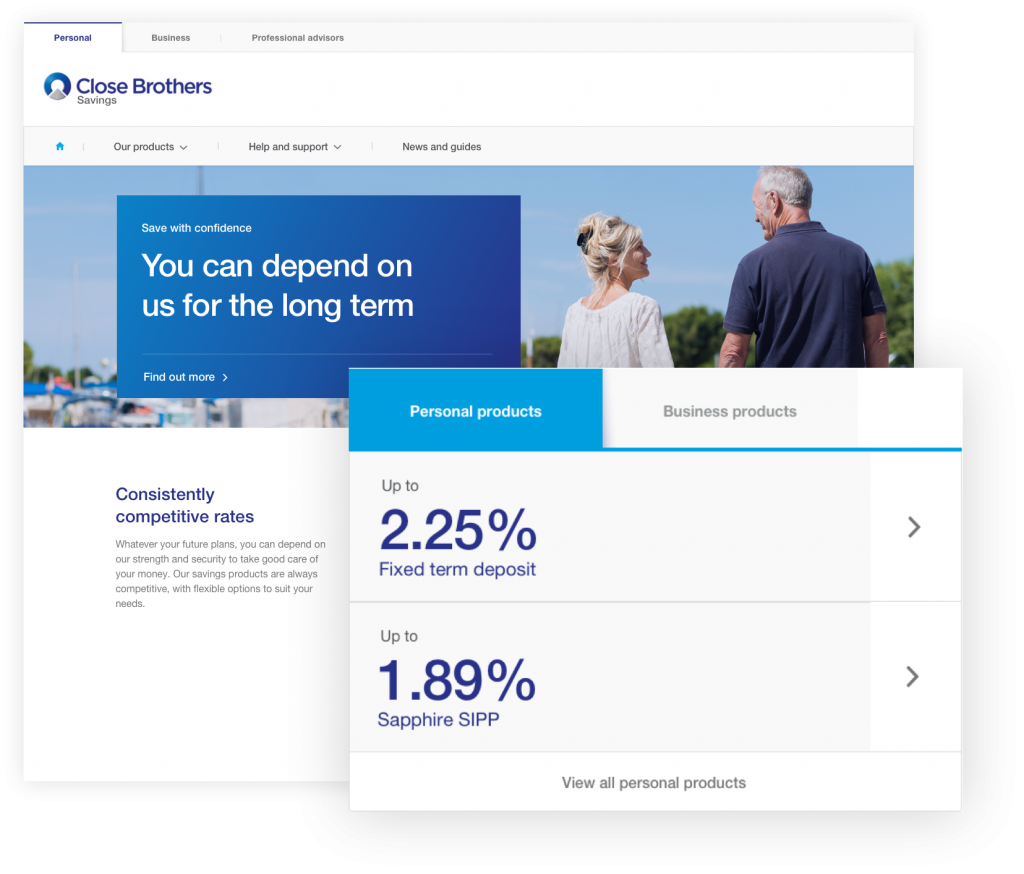 Personal
Business
Professional advisors
Close Brothers
Savings
Our products
Help and support
News and guides
Save with confidence
You can depend on
us for the long term
Find out more
Consistently
competitive rates
Whatever your future plans, you can depend on
our strength and security to take good care of
your money. Our savings products are always
competitive, with flexible options to suit your
needs.
Personal products
Business products
Up to
2.25%
Fixed term deposit
Up to
1.89%
Sapphire SIPP
View all personal products